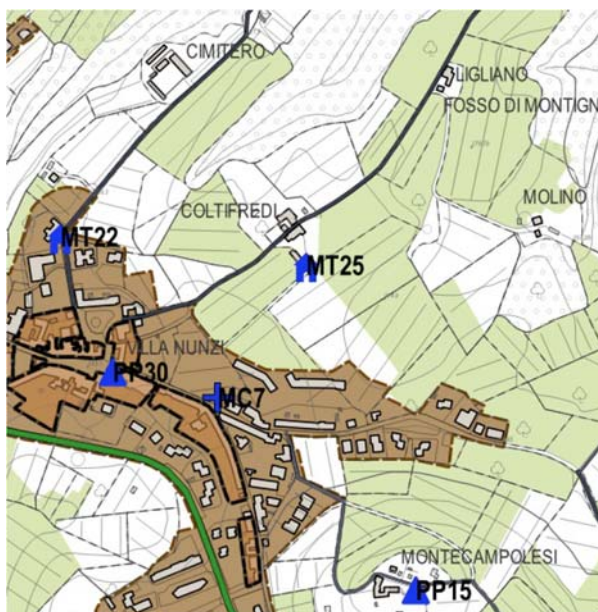 CIMITERO
LIGLIANO
FOSSO DI MONTIGN
MOLINO
COLTIFREDI
MT22
MT25
VILLA NUNZI
PP30
MC7
MONTECAMPOLESI
PP15